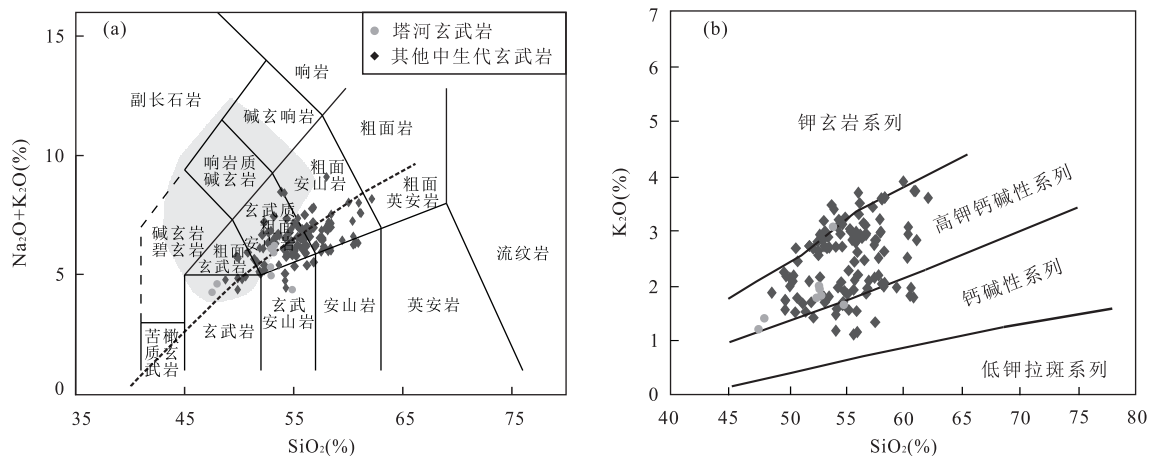 (a)
塔河玄武岩
其他中生代玄武岩
响岩
副长石岩
碱玄响岩
粗面岩
响岩质
碱玄岩
粗面
安山岩
粗面
英安岩
玄武质
粗面
安山岩
碱玄岩
碧玄岩
粗面
玄武岩
流纹岩
玄武岩
玄武
安山岩
安山岩
英安岩
苦橄
质玄
武岩
15
10
5
0
35
45
55
65
75
Na₂O+K₂O(%)
SiO₂(%)
(b)
钾玄岩系列
高钾钙碱性系列
钙碱性系列
低钾拉斑系列
7
6
5
4
3
2
1
0
40
45
50
55
60
65
70
75
80
K₂O(%)
SiO₂(%)